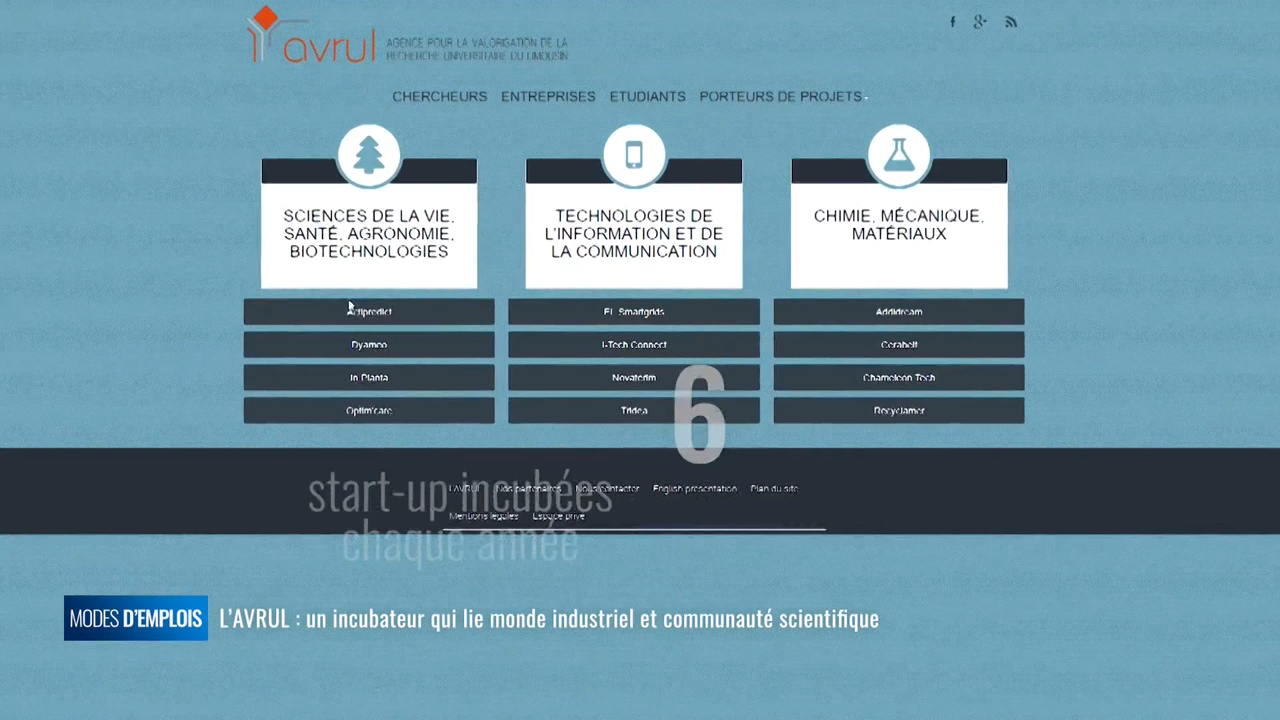 avrul
AGENCE POUR LA VALORISATION DE LA
RECHERCHE UNIVERSITAIRE DU LIMOUSIN
CHERCHEURS ENTREPRISES ETUDIANTS PORTEURS DE PROJETS
SCIENCES DE LA VIE,
SANTÉ, AGRONOMIE,
BIOTECHNOLOGIES
TECHNOLOGIES DE
L'INFORMATION ET DE
LA COMMUNICATION
CHIMIE, MÉCANIQUE,
MATÉRIAUX
Actipredict
Dyameo
In Planta
Optim'care
I-Tech Connect
Novaterim
Tridea
Addidream
Cerabelt
Chameleon Tech
Recyclamer
6
start-up incubées
chaque année
L'AVRUL Nos partenaires Nous contacter English presentation Plan du site
Mentions légales Espace privé
MODES D'EMPLOIS L'AVRUL : un incubateur qui lie monde industriel et communauté scientifique